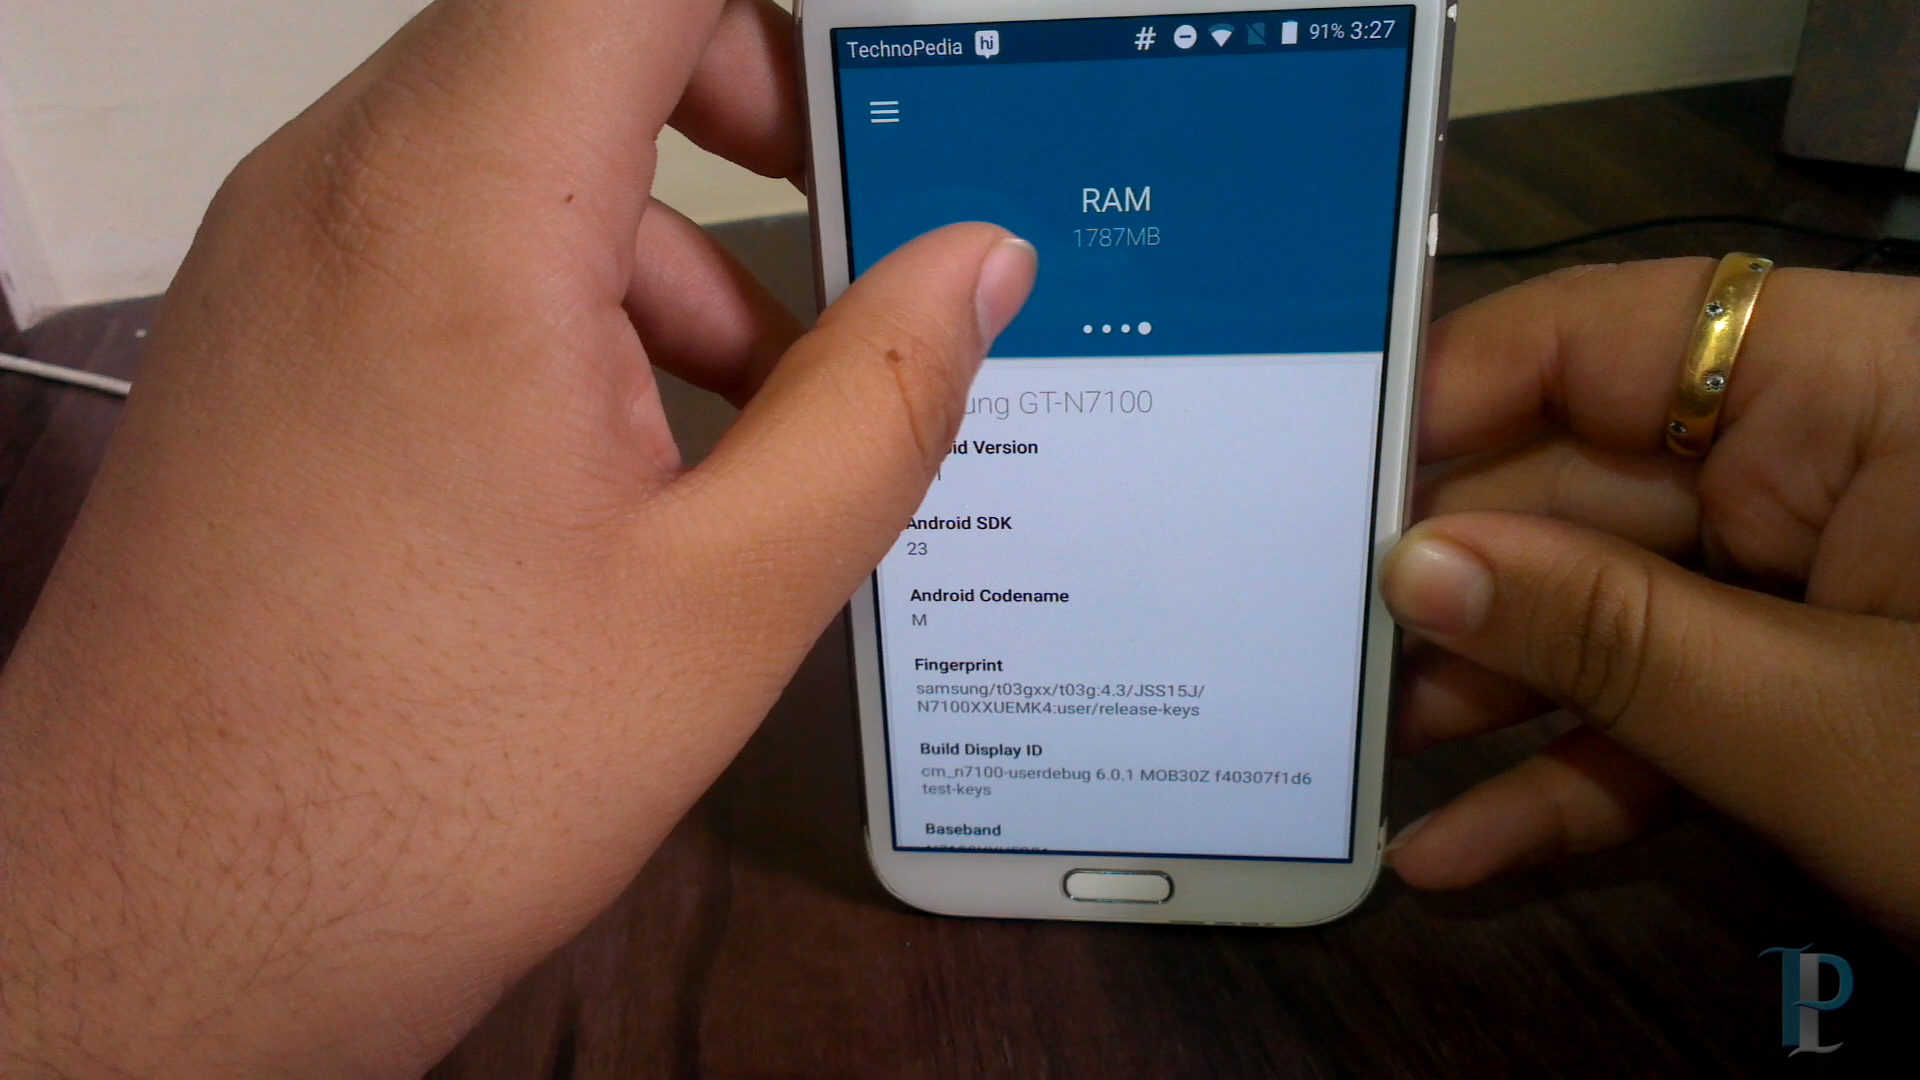 TechnoPedia hi # 91% 3:27
RAM
1787MB
ung GT-N7100
id Version
Android SDK
23
Android Codename
M
Fingerprint
samsung/t03gxx/t03g:4.3/JSS15J/
N7100XXUEMK4:user/release-keys
Build Display ID
cm_n7100-userdebug 6.0.1 MOB30Z f40307f1d6
test-keys
Baseband